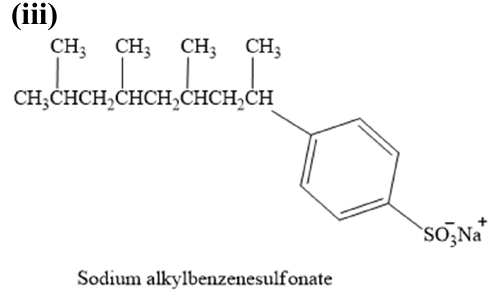 (iii)
CH₃ CH₃ CH₃ CH₃
CH₃CHCH₂CHCH₂CHCH₂CH
SO₃⁻Na⁺
Sodium alkylbenzenesulfonate